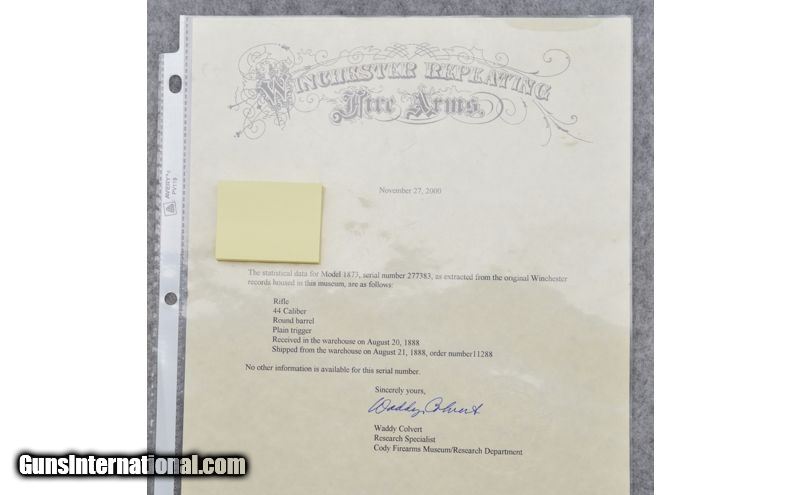 WINCHESTER REPEATING
Fire Arms.
November 27, 2000
AVERY®
PV119
The statistical data for Model 1873, serial number 277383, as extracted from the original Winchester
records housed in this museum, are as follows:
Rifle
44 Caliber
Round barrel
Plain trigger
Received in the warehouse on August 20, 1888
Shipped from the warehouse on August 21, 1888, order number11288
No other information is available for this serial number.
Sincerely yours,
Waddy Colvert
Waddy Colvert
Research Specialist
Cody Firearms Museum/Research Department
GunsInternational.com